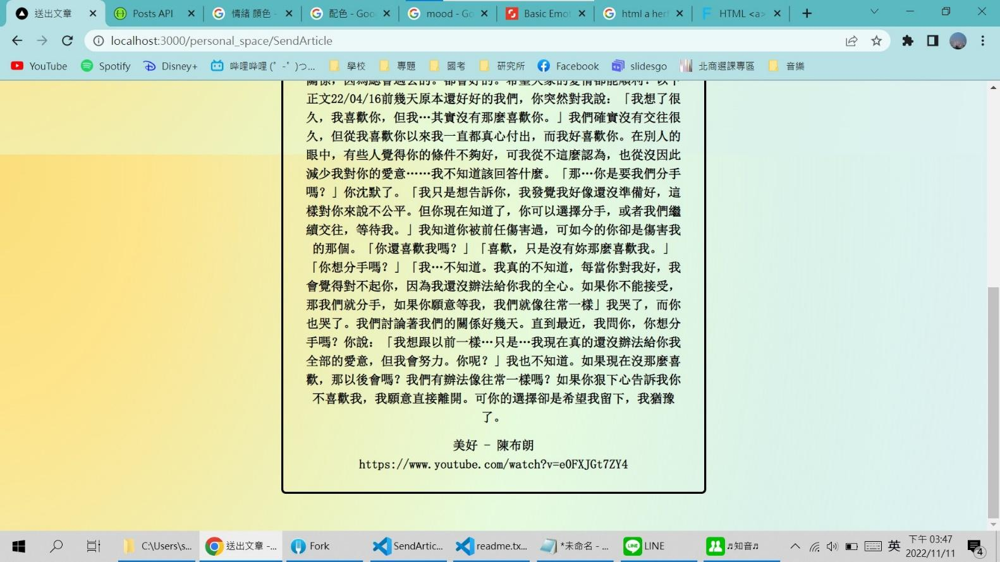 送出文章
Posts API
情緒 顏色 -
配色 - Goo
mood - Go
Basic Emot
html a herf
HTML <a>
localhost:3000/personal_space/SendArticle
YouTube
Spotify
Disney+
哔哩哔哩 (゜-゜)つ...
學校
專題
國考
研究所
Facebook
slidesgo
北商選課專區
音樂
關係，因為總會過去的。都會好的。希望大家的愛情都能順利！以下
正文22/04/16前幾天原本還好好的我們，你突然對我說：「我想了很
久，我喜歡你，但我…其實沒有那麼喜歡你。」我們確實沒有交往很
久，但從我喜歡你以來我一直都真心付出，而我好喜歡你。在別人的
眼中，有些人覺得你的條件不夠好，可我從不這麼認為，也從沒因此
減少我對你的愛意……我不知道該回答什麼。「那…你是要我們分手
嗎？」你沈默了。「我只是想告訴你，我發覺我好像還沒準備好，這
樣對你來說不公平。但你現在知道了，你可以選擇分手，或者我們繼
續交往，等待我。」我知道你被前任傷害過，可如今的你卻是傷害我
的那個。「你還喜歡我嗎？」「喜歡，只是沒有妳那麼喜歡我。」
「你想分手嗎？」「我…不知道。我真的不知道，每當你對我好，我
會覺得對不起你，因為我還沒辦法給你我的全心。如果你不能接受，
那我們就分手，如果你願意等我，我們就像往常一樣」我哭了，而你
也哭了。我們討論著我們的關係好幾天。直到最近，我問你，你想分
手嗎？你說：「我想跟以前一樣…只是…我現在真的還沒辦法給你我
全部的愛意，但我會努力。你呢？」我也不知道。如果現在沒那麼喜
歡，那以後會嗎？我們有辦法像往常一樣嗎？如果你狠下心告訴我你
不喜歡我，我願意直接離開。可你的選擇卻是希望我留下，我猶豫
了。
美好 - 陳布朗
https://www.youtube.com/watch?v=e0FXJGt7ZY4
C:\Users\s...
送出文章 -...
Fork
SendArtic...
readme.tx...
*未命名 - ...
LINE
♬知音♬
英
下午 03:47
2022/11/11
4